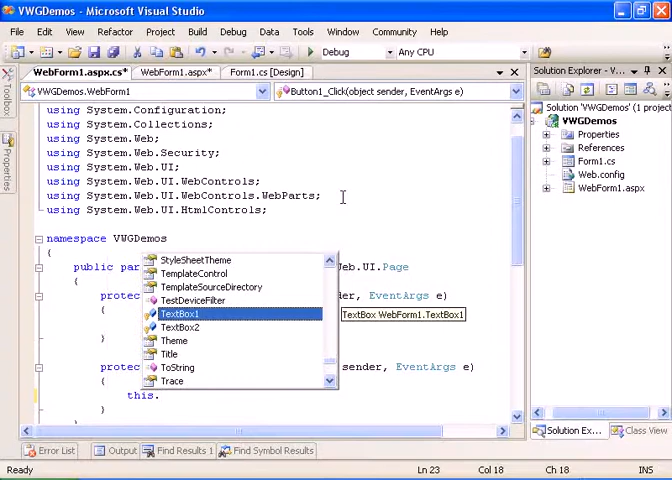 VWGDemos - Microsoft Visual Studio
File Edit View Refactor Project Build Debug Data Tools Window Community Help
Debug Any CPU
WebForm1.aspx.cs* WebForm1.aspx* Form1.cs [Design]
VWGDemos.WebForm1 Button1_Click(object sender, EventArgs e)
Toolbox
Properties
using System.Configuration;
using System.Collections;
using System.Web;
using System.Web.Security;
using System.Web.UI;
using System.Web.UI.WebControls;
using System.Web.UI.WebControls.WebParts;
using System.Web.UI.HtmlControls;
namespace VWGDemos
{
public par Web.UI.Page
{
protec er, EventArgs e)
{
}
protec sender, EventArgs e)
{
this.
}
}
StyleSheetTheme
TemplateControl
TemplateSourceDirectory
TestDeviceFilter
TextBox1
TextBox2
Theme
Title
ToString
Trace
TextBox WebForm1.TextBox1
Solution Explorer - V...
Solution 'VWGDemos' (1 project
VWGDemos
Properties
References
Form1.cs
Web.config
WebForm1.aspx
Solution Ex... Class View
Error List Output Find Results 1 Find Symbol Results
Ready Ln 23 Col 18 Ch 18 INS